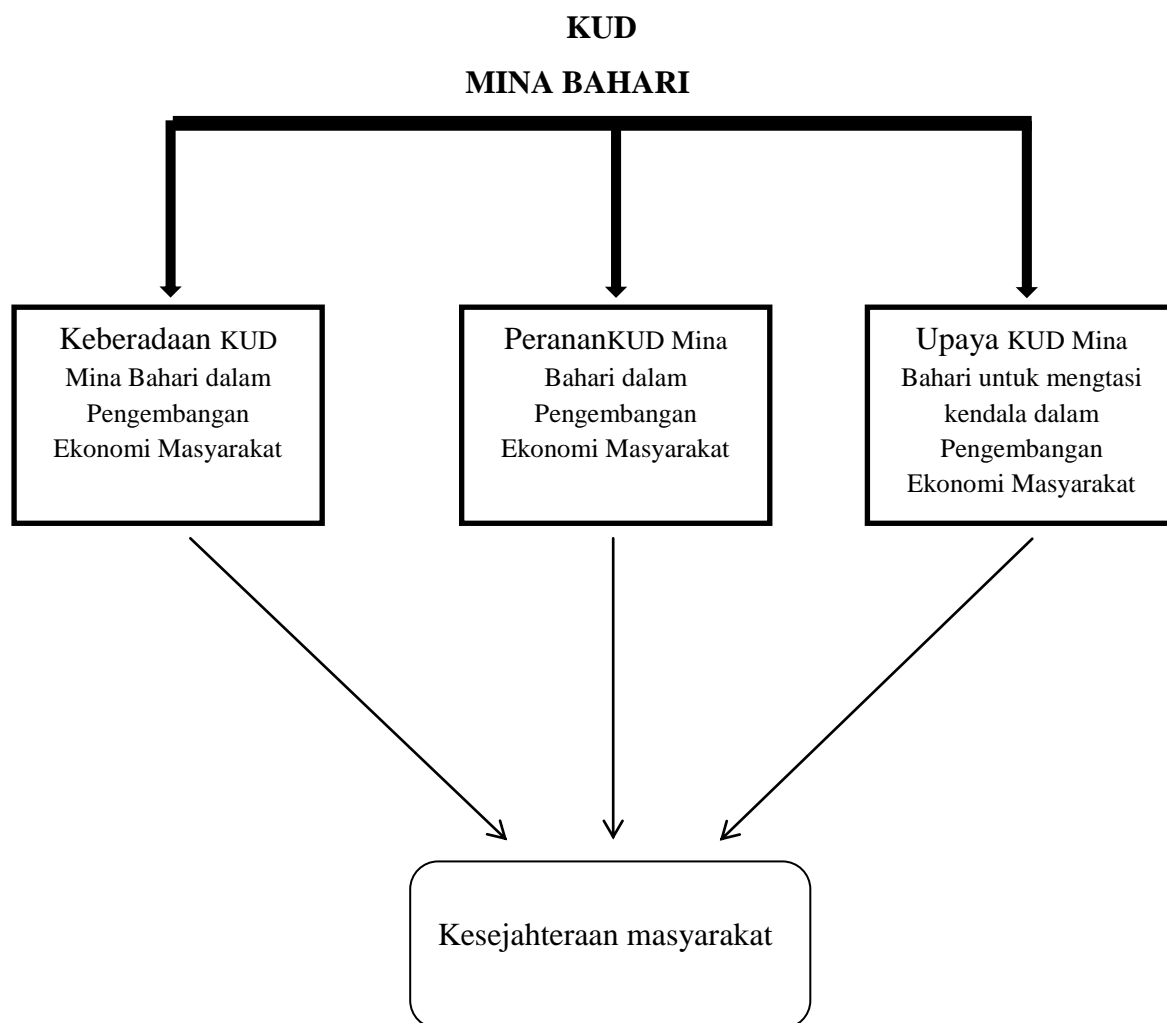 KUD
MINA BAHARI
Keberadaan KUD
Mina Bahari dalam
Pengembangan
Ekonomi Masyarakat
PerananKUD Mina
Bahari dalam
Pengembangan
Ekonomi Masyarakat
Upaya KUD Mina
Bahari untuk mengtasi
kendala dalam
Pengembangan
Ekonomi Masyarakat
Kesejahteraan masyarakat